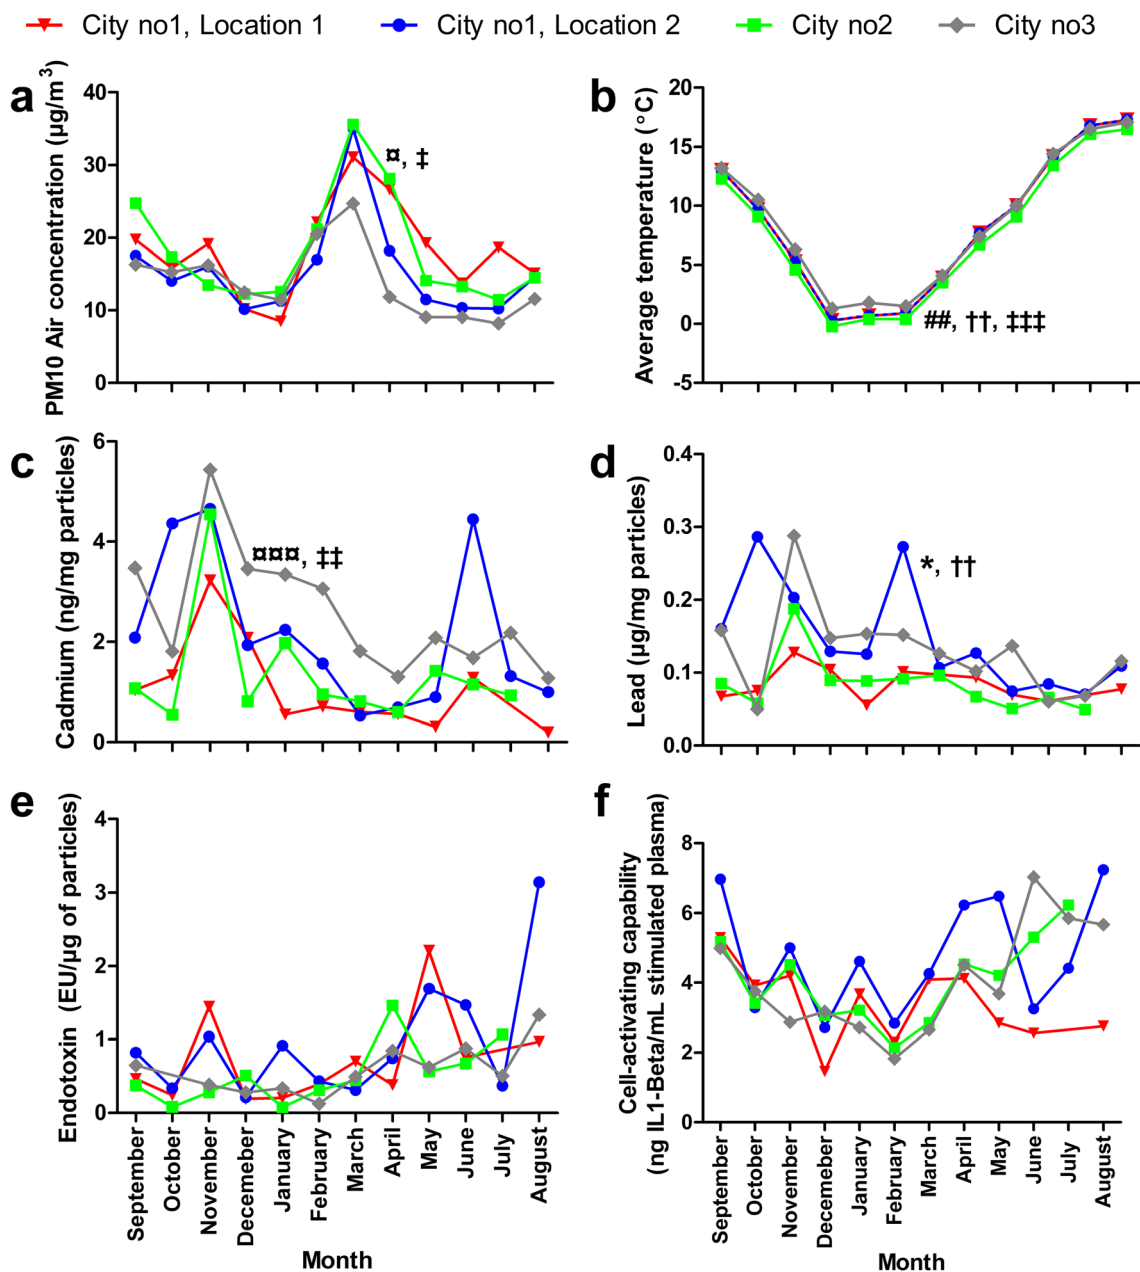 City no1, Location 1 City no1, Location 2 City no2 City no3
a
PM10 Air concentration (µg/m³)
40
30
20
10
0
¤, ‡
b
Average temperature (°C)
20
15
10
5
0
-5
##, ††, ‡‡‡
c
Cadmium (ng/mg particles)
6
4
2
0
¤¤¤, ‡‡
d
Lead (µg/mg particles)
0.4
0.3
0.2
0.1
0.0
*, ††
e
Endotoxin (EU/µg of particles)
4
3
2
1
0
September
October
November
Decemeber
January
February
March
April
May
June
July
August
Month
f
Cell-activating capability
(ng IL1-Beta/mL stimulated plasma)
8
6
4
2
0
September
October
November
Decemeber
January
February
March
April
May
June
July
August
Month